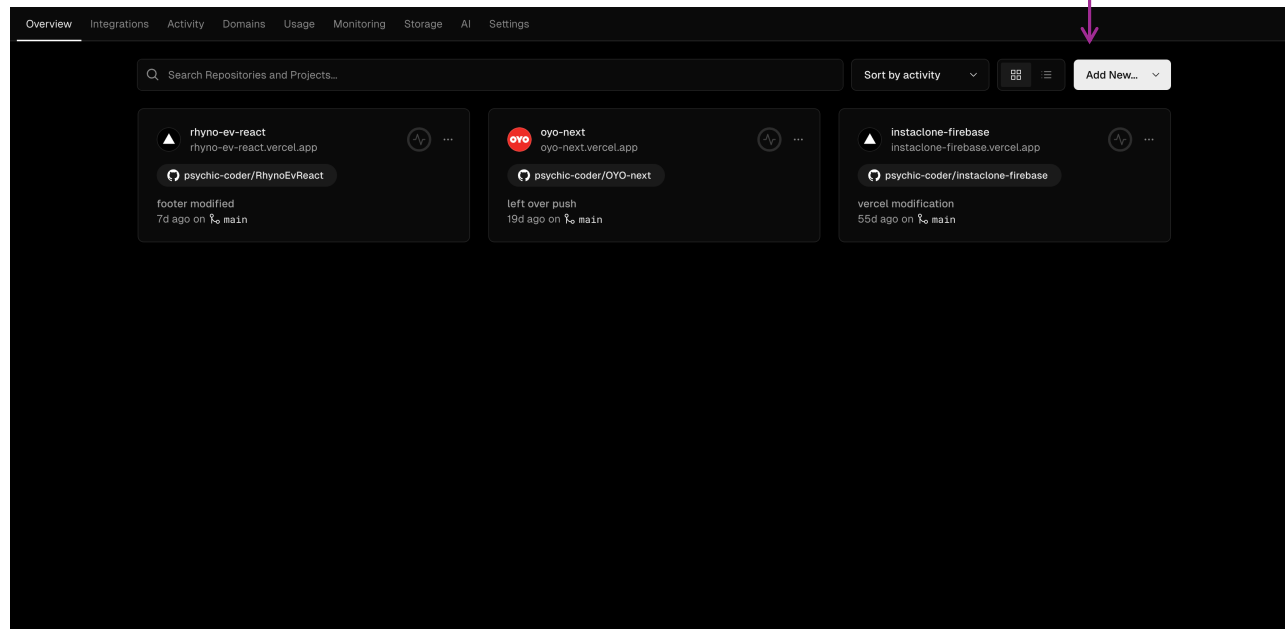 Overview Integrations Activity Domains Usage Monitoring Storage AI Settings
Search Repositories and Projects...
Sort by activity
Add New...
rhyno-ev-react
rhyno-ev-react.vercel.app
psychic-coder/RhynoEvReact
footer modified
7d ago on main
OYO
oyo-next
oyo-next.vercel.app
psychic-coder/OYO-next
left over push
19d ago on main
instaclone-firebase
instaclone-firebase.vercel.app
psychic-coder/instaclone-firebase
vercel modification
55d ago on main